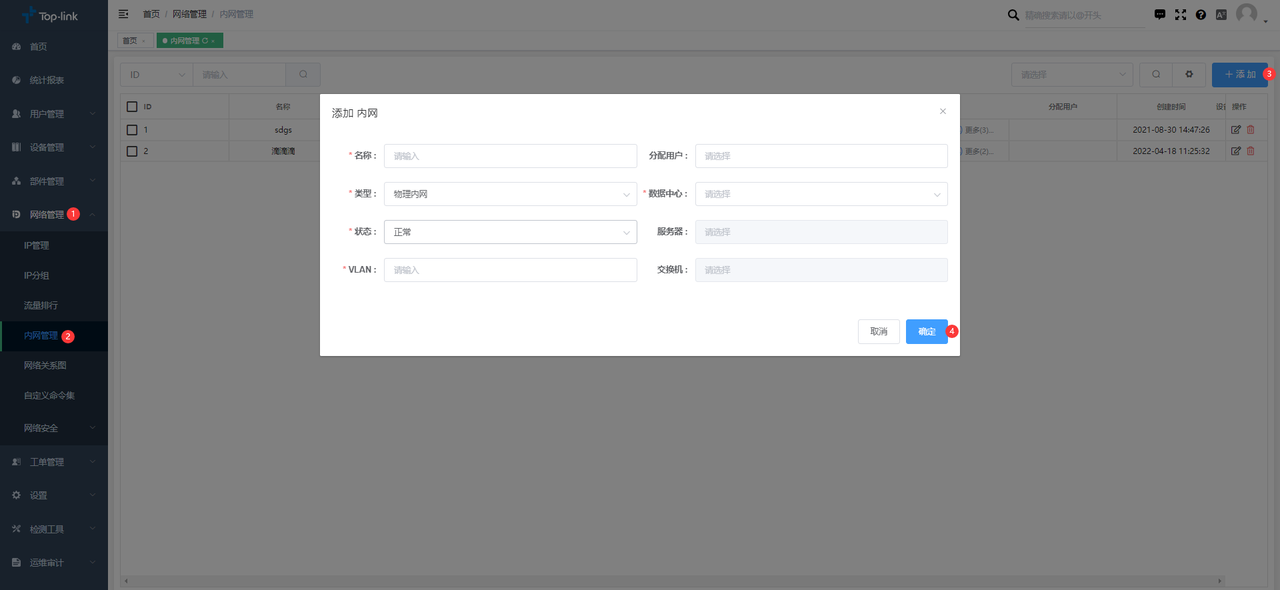 Top-link
首页 / 网络管理 / 内网管理
精确搜索请以@开头
首页
内网管理
首页
统计报表
用户管理
设备管理
部件管理
网络管理 1
IP管理
IP分组
流量排行
内网管理 2
网络关系图
自定义命令集
网络安全
工单管理
设置
检测工具
运维审计
ID
请输入
请选择
+ 添加 3
ID 名称 分配用户 创建时间 操作
1 sdgs 更多(3)... 2021-08-30 14:47:26
2 滴滴滴 更多(2)... 2022-04-18 11:25:32
添加 内网
* 名称： 请输入 分配用户： 请选择
* 类型： 物理内网 * 数据中心： 请选择
* 状态： 正常 服务器： 请选择
* VLAN： 请输入 交换机： 请选择
取消 确定 4